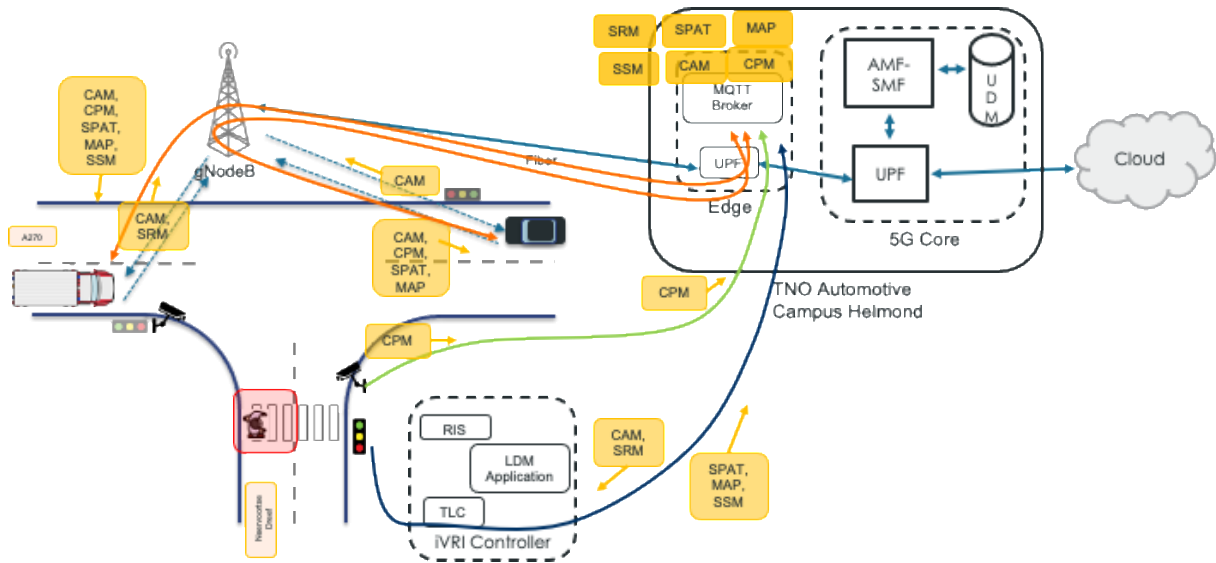 SRM
SPAT
MAP
SSM
CAM
CPM
MQTT
Broker
UPF
Edge
AMF-
SMF
U
D
M
UPF
5G Core
Cloud
TNO Automotive
Campus Helmond
CAM,
CPM,
SPAT,
MAP,
SSM
gNodeB
Fiber
CAM
CAM,
SRM
A270
CAM,
CPM,
SPAT,
MAP
CPM
CPM
RIS
LDM
Application
TLC
iVRI Controller
CAM,
SRM
SPAT,
MAP,
SSM
Dreef